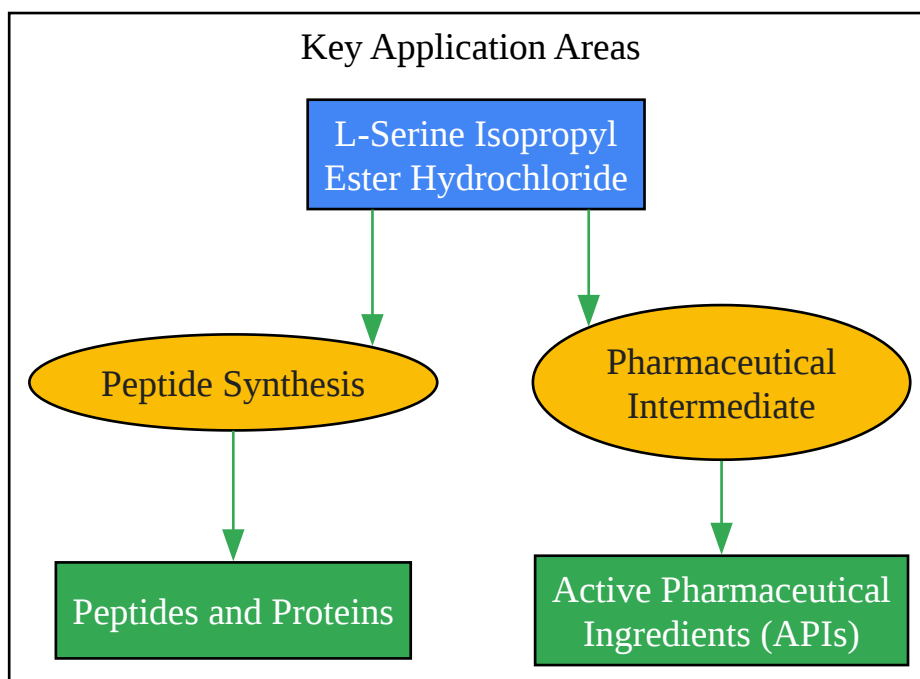 Key Application Areas
L-Serine Isopropyl
Ester Hydrochloride
Peptide Synthesis
Pharmaceutical
Intermediate
Peptides and Proteins
Active Pharmaceutical
Ingredients (APIs)